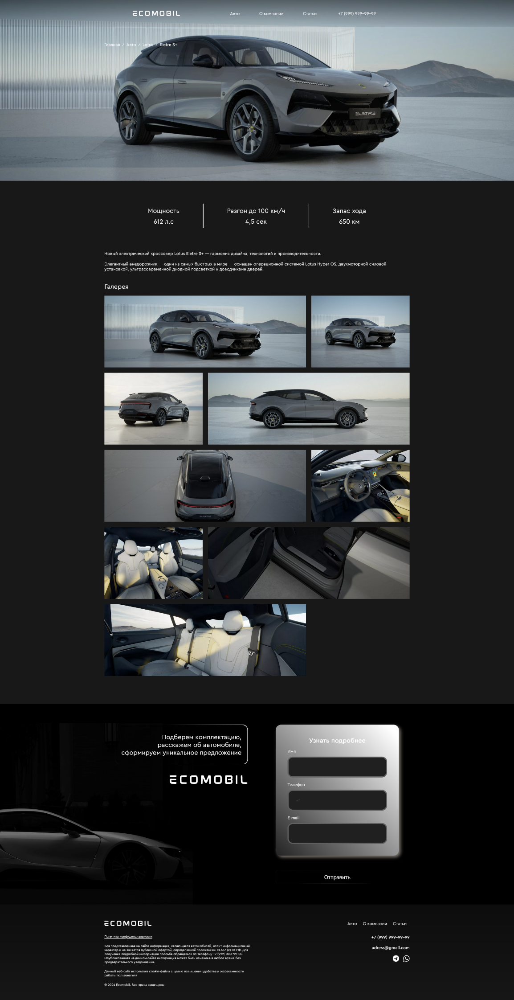 ECOMOBIL
Авто
О компании
Статьи
+7 (999) 999-99-99
Главная / Авто / Lotus / Eletre S+
ELETRE
Мощность
612 л.с
Разгон до 100 км/ч
4,5 сек
Запас хода
650 км
Новый электрический кроссовер Lotus Eletre S+ — гармония дизайна, технологий и производительности.
Элегантный внедорожник — один из самых быстрых в мире — оснащен операционной системой Lotus Hyper OS, двухмоторной силовой
установкой, ультрасовременной диодной подсветкой и доводчиками дверей.
Галерея
ELETRE
ELETRE
Подберем комплектацию,
расскажем об автомобиле,
сформируем уникальное предложение
ECOMOBIL
Узнать подробнее
Имя
Телефон
+7
E-mail
Отправить
ECOMOBIL
Авто
О компании
Статьи
Политика конфиденциальности
+7 (999) 999-99-99
Вся представленная на сайте информация, касающаяся автомобилей, носит информационный
характер и не является публичной офертой, определяемой положением ст.437 (2) ГК РФ. Для
получения подробной информации просьба обращаться по телефону +7 (999) 000-99-00.
Опубликованная на данном сайте информация может быть изменена в любое время без
предварительного уведомления.
adress@gmail.com
Данный веб-сайт использует cookie-файлы с целью повышения удобства и эффективности
работы пользователя
© 2024 Ecomobil. Все права защищены